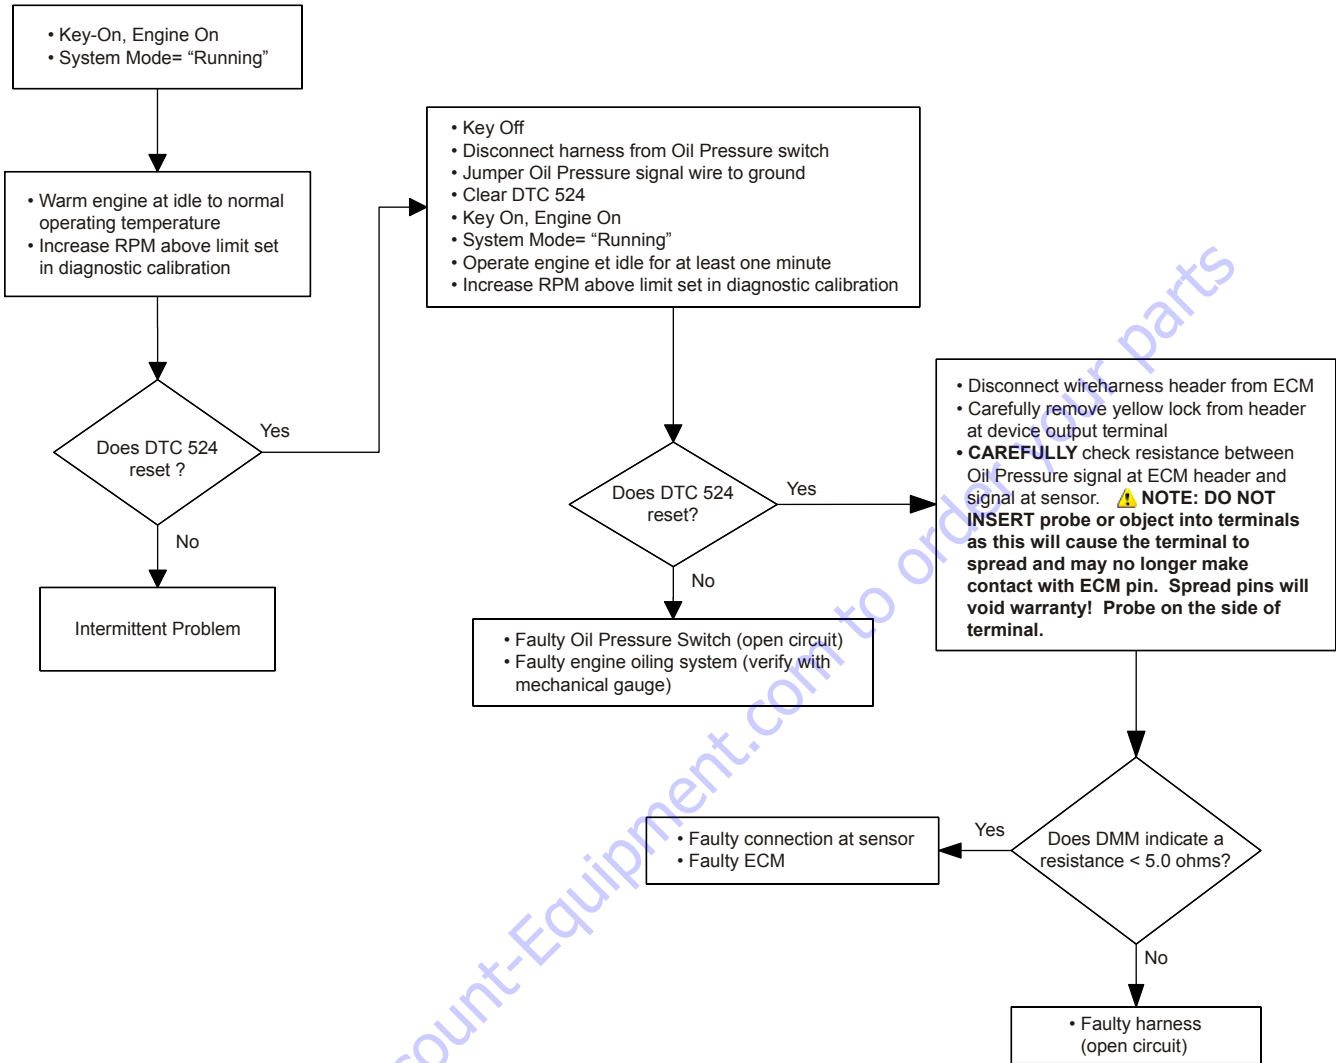 • Key-On, Engine On
• System Mode= “Running”
• Warm engine at idle to normal
operating temperature
• Increase RPM above limit set
in diagnostic calibration
Does DTC 524
reset ?
Yes
No
Intermittent Problem
• Key Off
• Disconnect harness from Oil Pressure switch
• Jumper Oil Pressure signal wire to ground
• Clear DTC 524
• Key On, Engine On
• System Mode= “Running”
• Operate engine et idle for at least one minute
• Increase RPM above limit set in diagnostic calibration
Does DTC 524
reset?
Yes
No
• Faulty Oil Pressure Switch (open circuit)
• Faulty engine oiling system (verify with
mechanical gauge)
• Disconnect wireharness header from ECM
• Carefully remove yellow lock from header
at device output terminal
• CAREFULLY check resistance between
Oil Pressure signal at ECM header and
signal at sensor. NOTE: DO NOT
INSERT probe or object into terminals
as this will cause the terminal to
spread and may no longer make
contact with ECM pin. Spread pins will
void warranty! Probe on the side of
terminal.
Does DMM indicate a
resistance < 5.0 ohms?
Yes
• Faulty connection at sensor
• Faulty ECM
No
• Faulty harness
(open circuit)
count-Equipment.com to order your parts